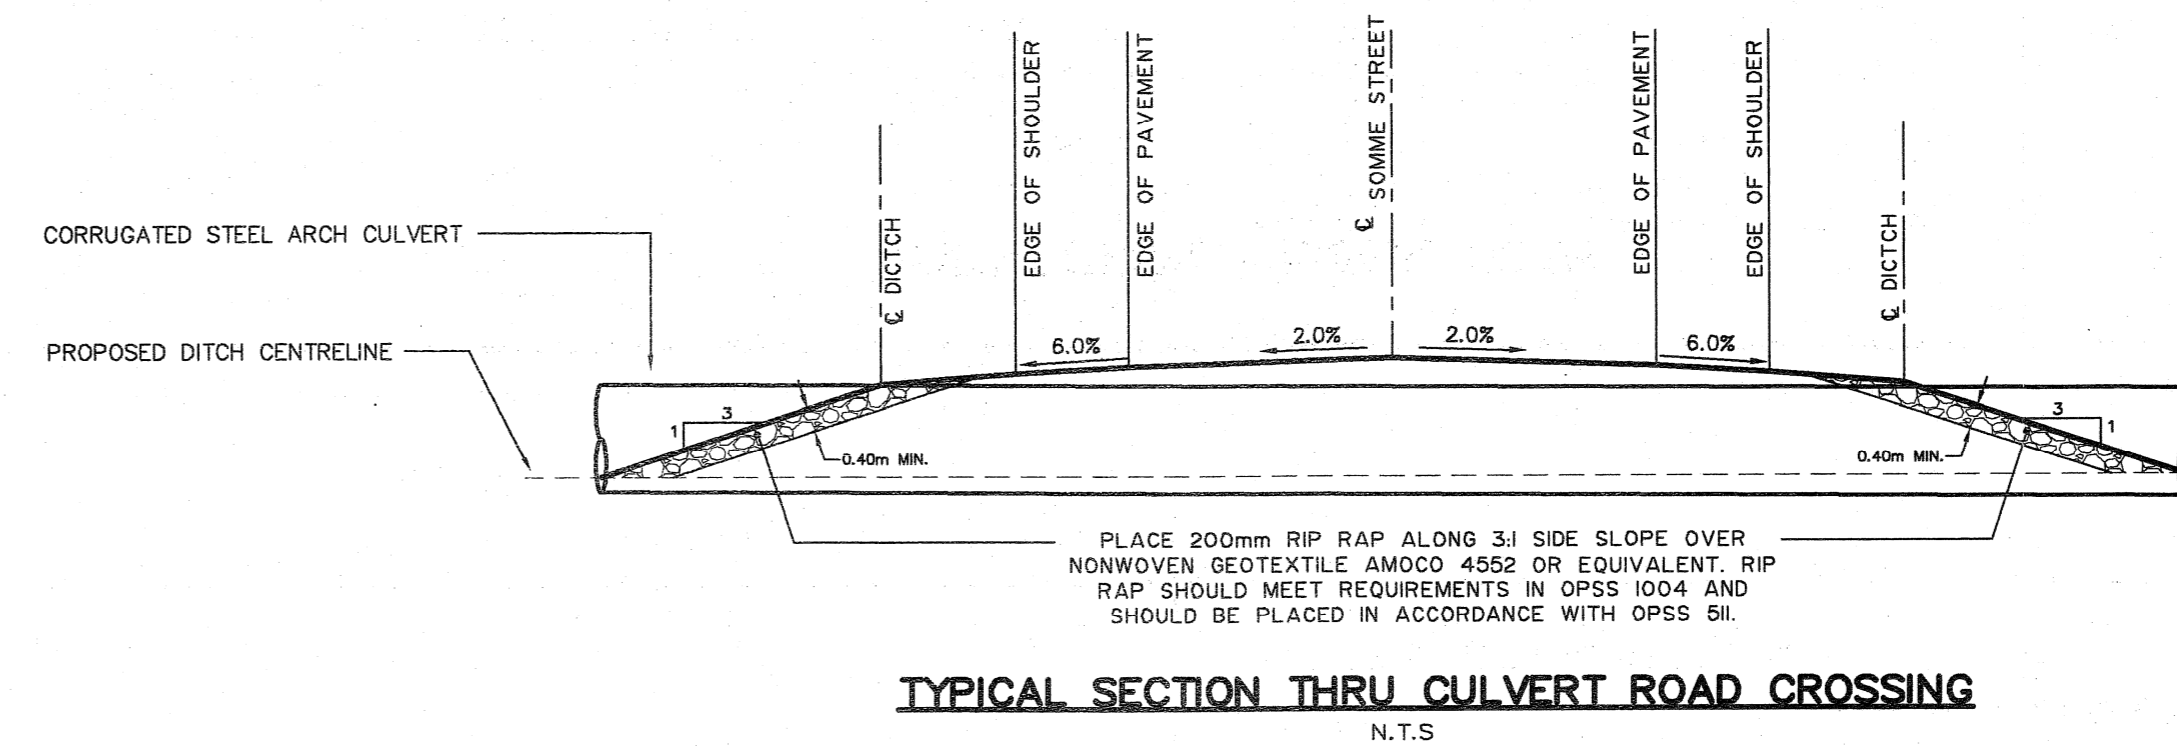 CORRUGATED STEEL ARCH CULVERT
PROPOSED DITCH CENTRELINE
℄ DICTCH
EDGE OF SHOULDER
EDGE OF PAVEMENT
℄ SOMME STREET
EDGE OF PAVEMENT
EDGE OF SHOULDER
℄ DICTCH
6.0%
2.0%
2.0%
6.0%
3
1
0.40m MIN.
3
1
0.40m MIN.
PLACE 200mm RIP RAP ALONG 3:1 SIDE SLOPE OVER
NONWOVEN GEOTEXTILE AMOCO 4552 OR EQUIVALENT. RIP
RAP SHOULD MEET REQUIREMENTS IN OPSS 1004 AND
SHOULD BE PLACED IN ACCORDANCE WITH OPSS 511.
TYPICAL SECTION THRU CULVERT ROAD CROSSING
N.T.S